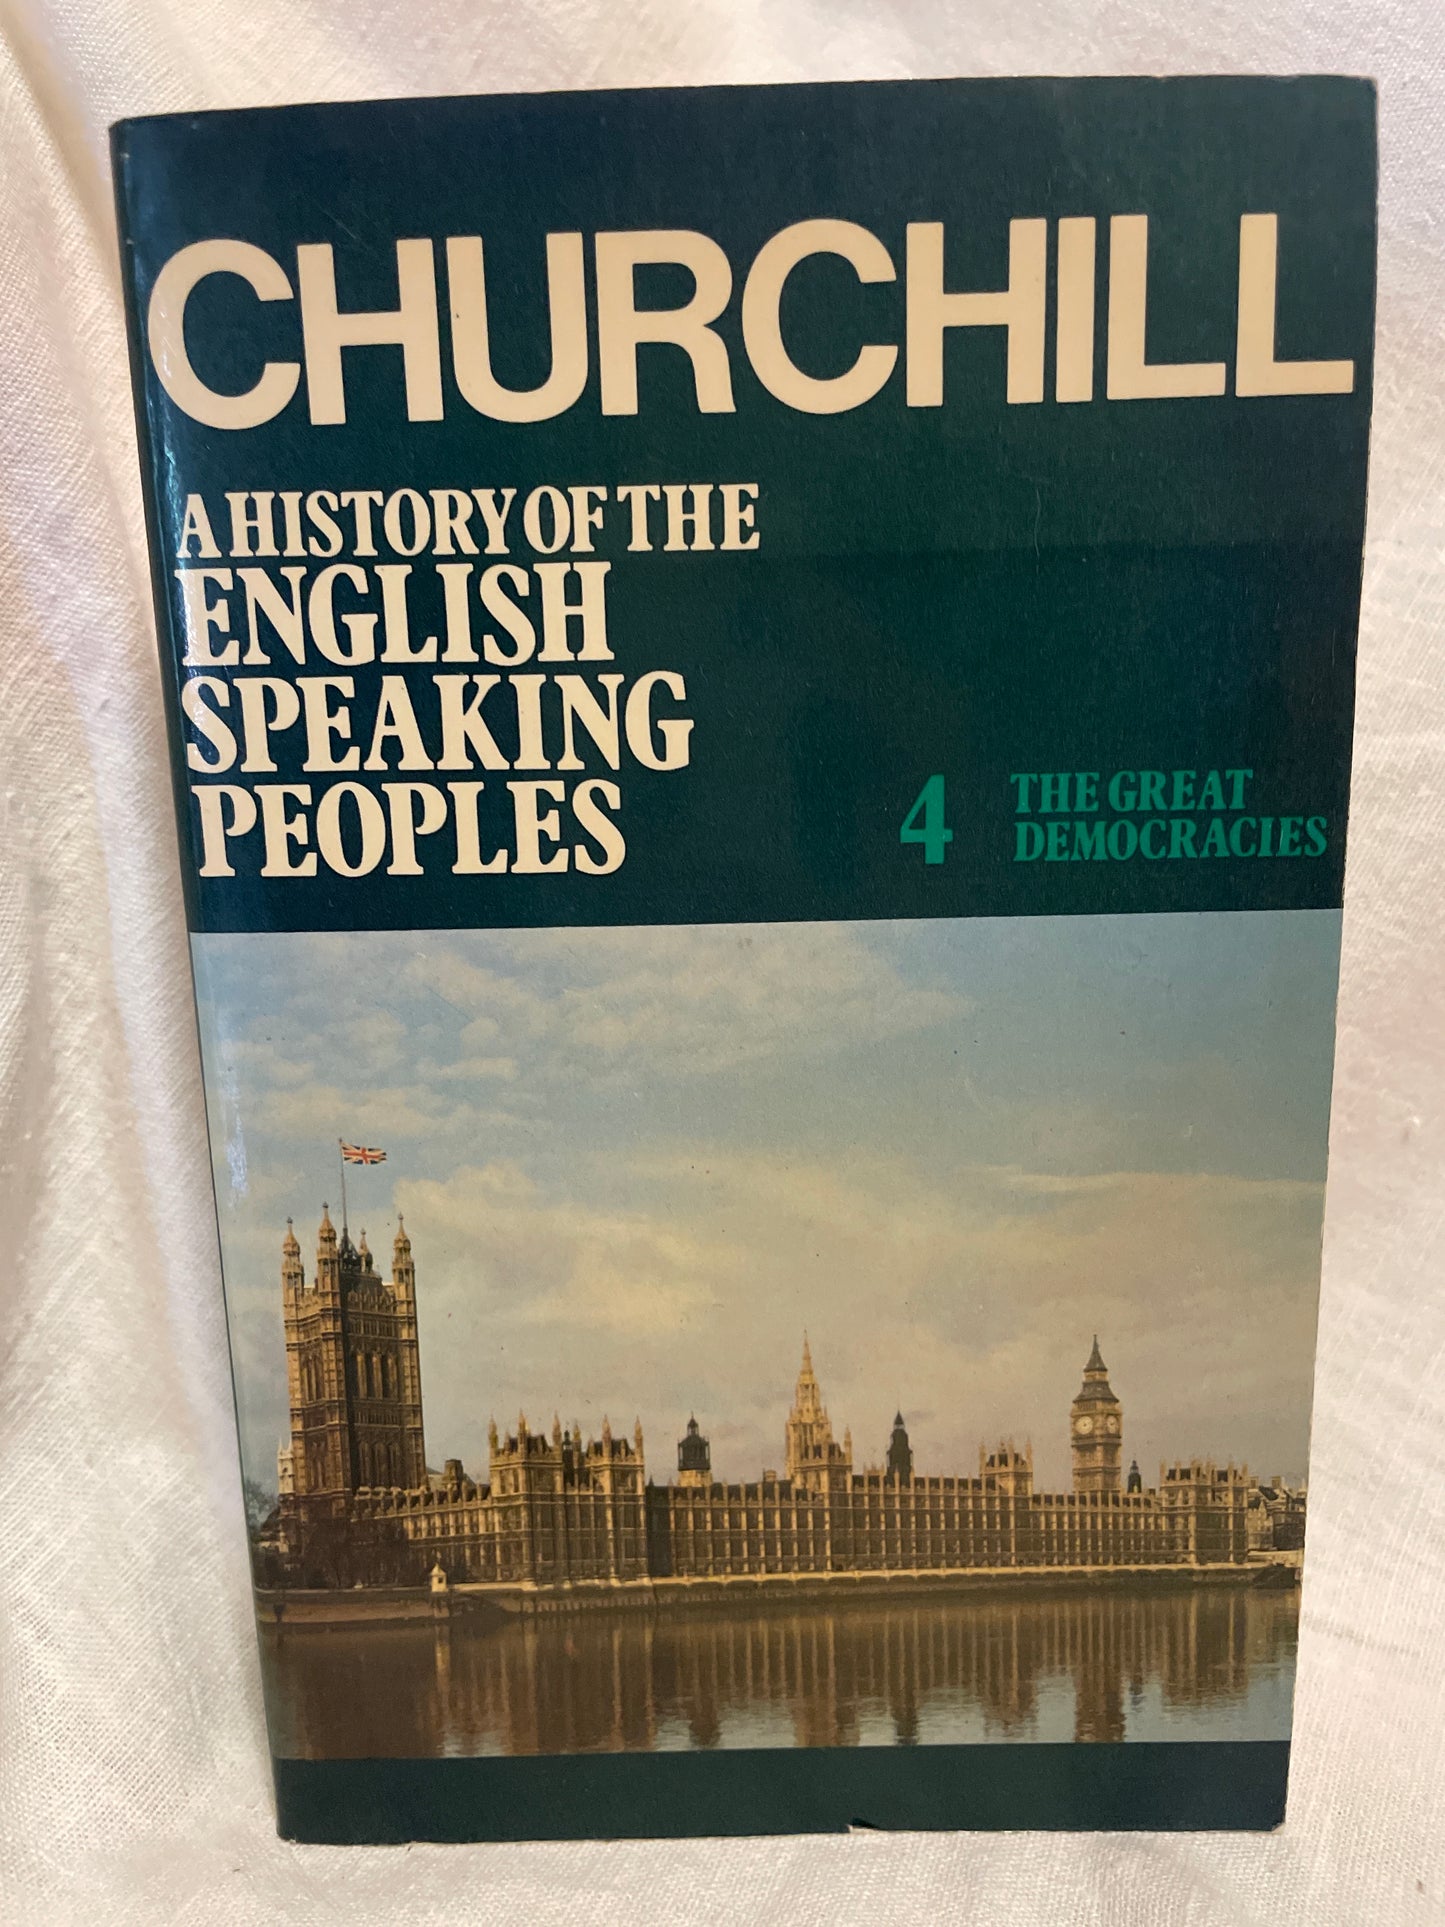 CHURCHILL
A HISTORY OF THE
ENGLISH
SPEAKING
PEOPLES
4
THE GREAT
DEMOCRACIES